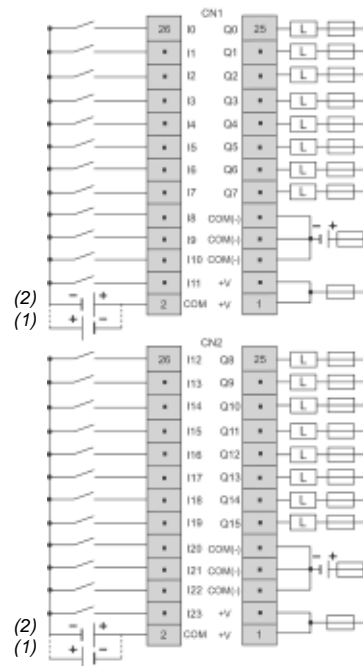 CN1
26 I0 Q0 25 L
I1 Q1 L
I2 Q2 L
I3 Q3 L
I4 Q4 L
I5 Q5 L
I6 Q6 L
I7 Q7 L
I8 COM(-)
I9 COM(-) - +
I10 COM(-)
I11 +V
(2) - + 2 COM +V 1
(1) + -
CN2
26 I12 Q8 25 L
I13 Q9 L
I14 Q10 L
I15 Q11 L
I16 Q12 L
I17 Q13 L
I18 Q14 L
I19 Q15 L
I20 COM(-)
I21 COM(-) - +
I22 COM(-)
I23 +V
(2) - + 2 COM +V 1
(1) + -